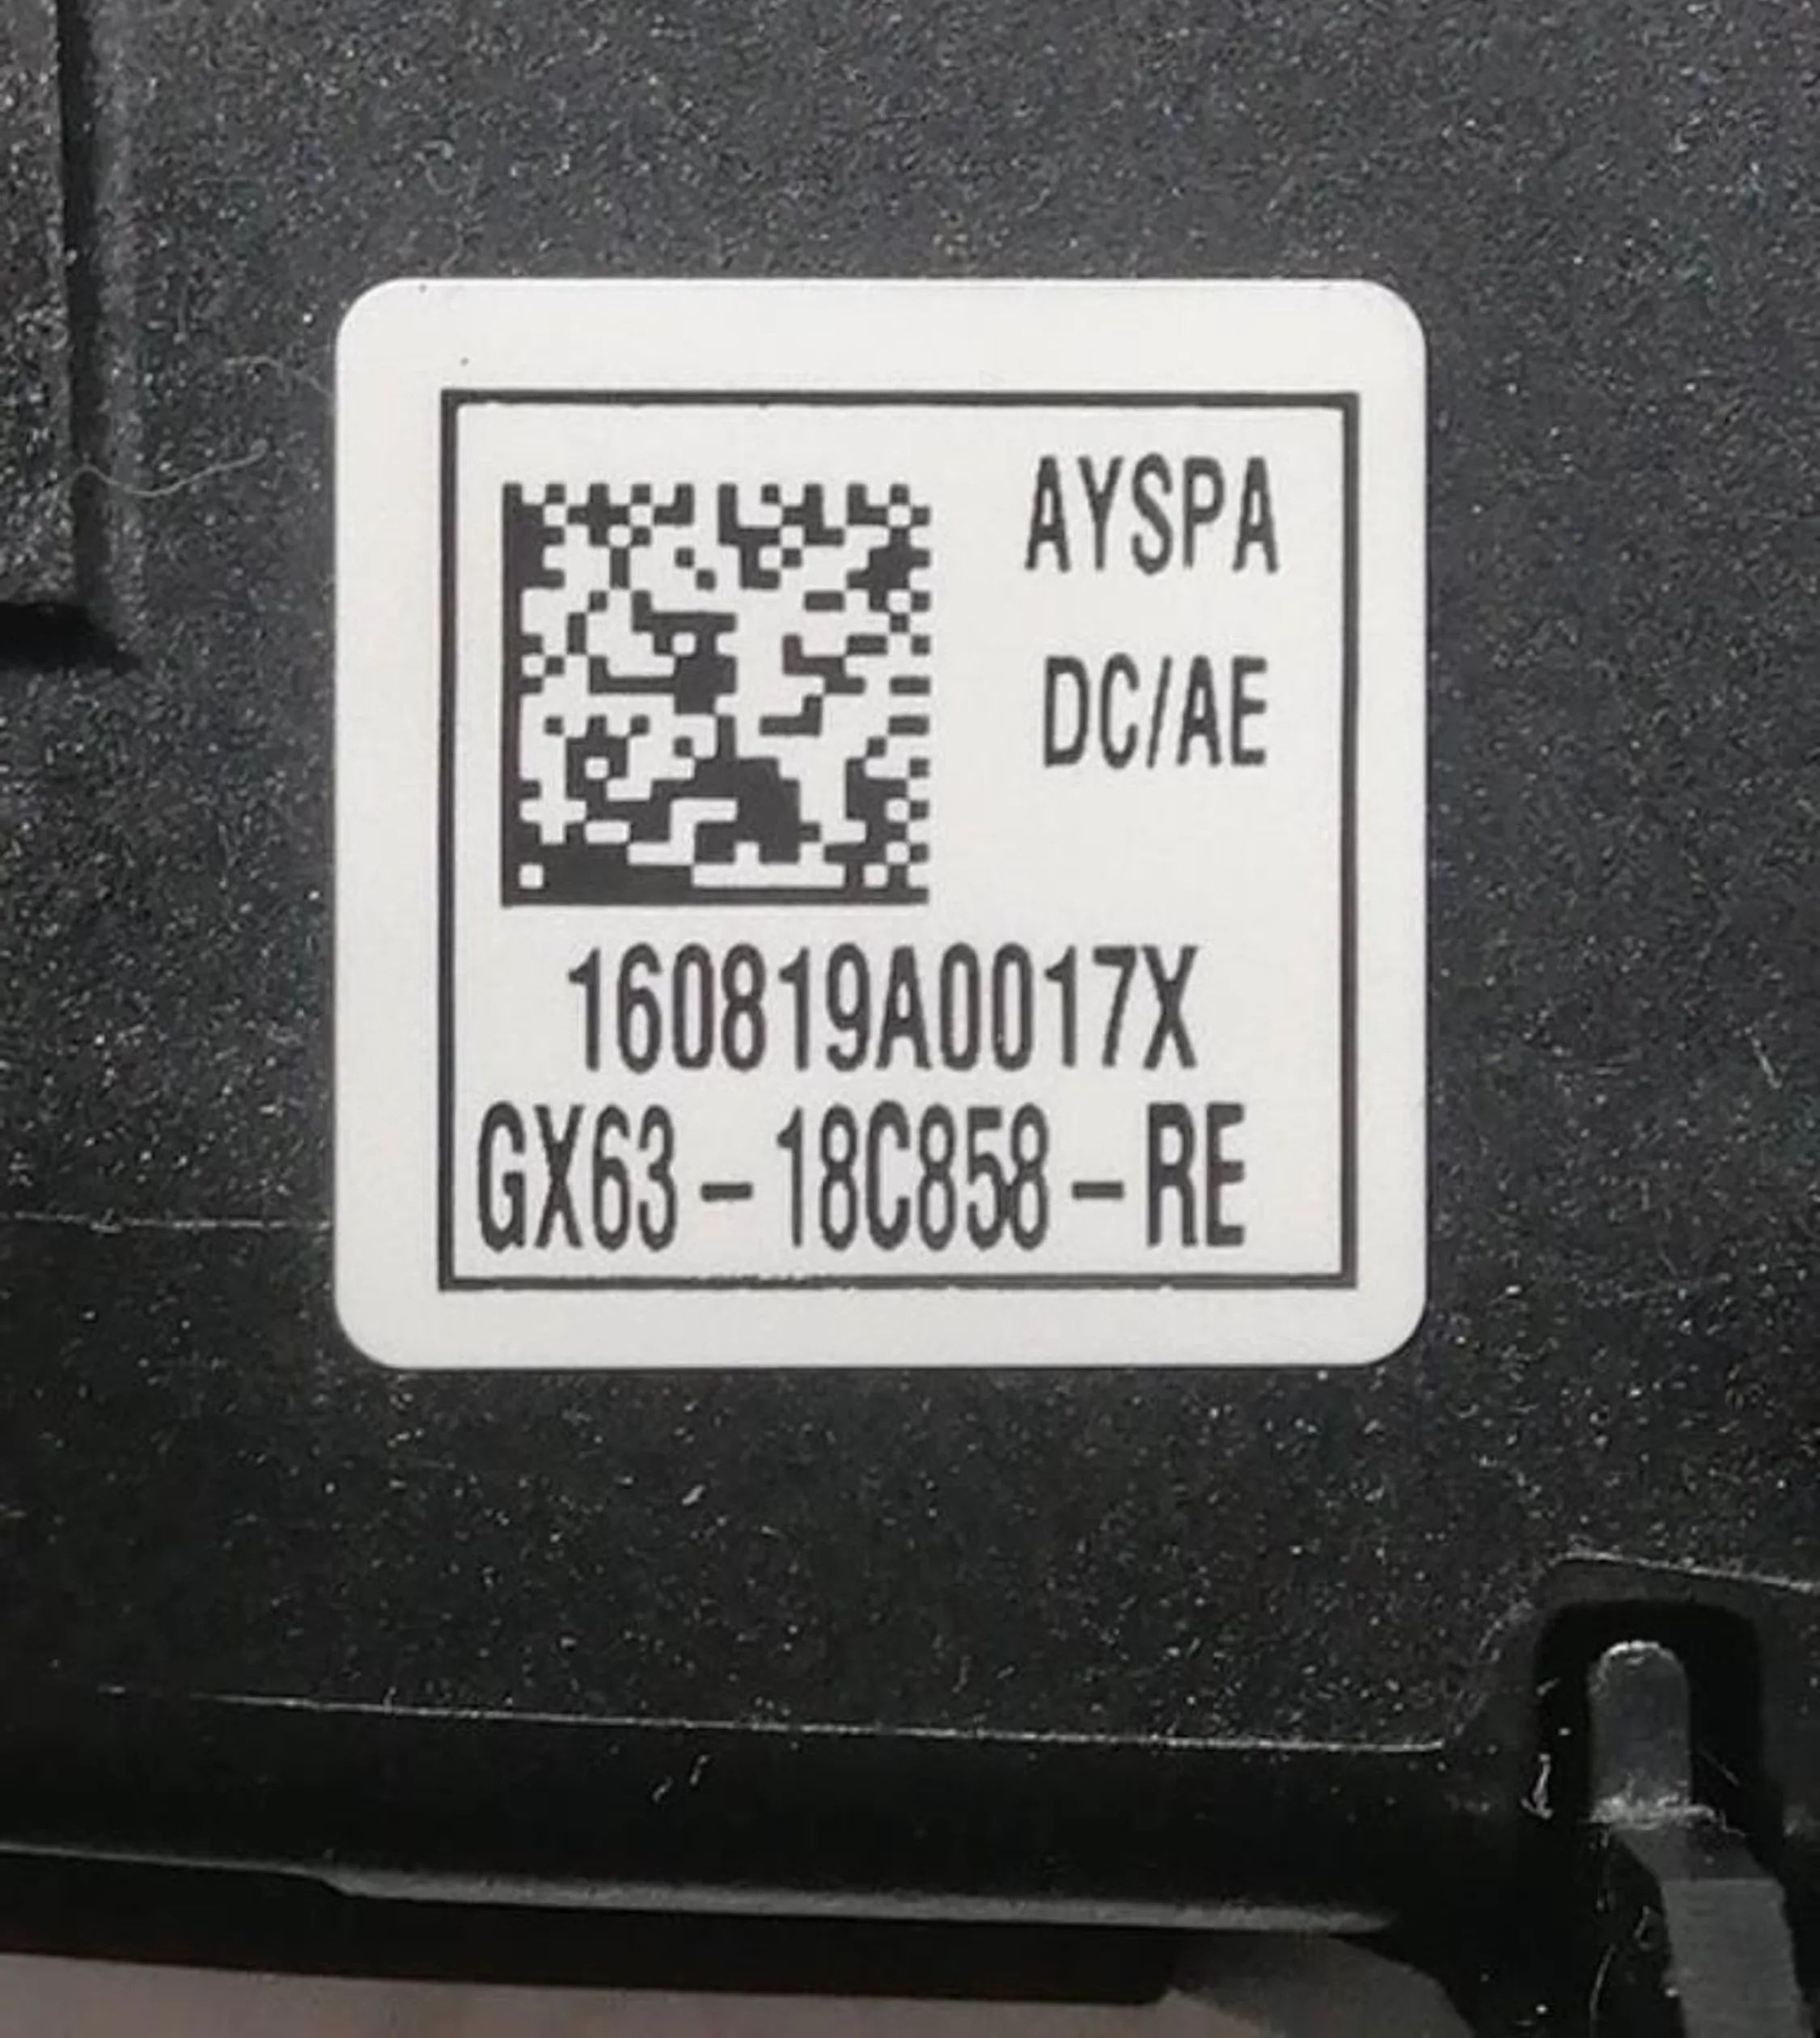 AYSPA
DC/AE
160819A0017X
GX63-18C858-RE